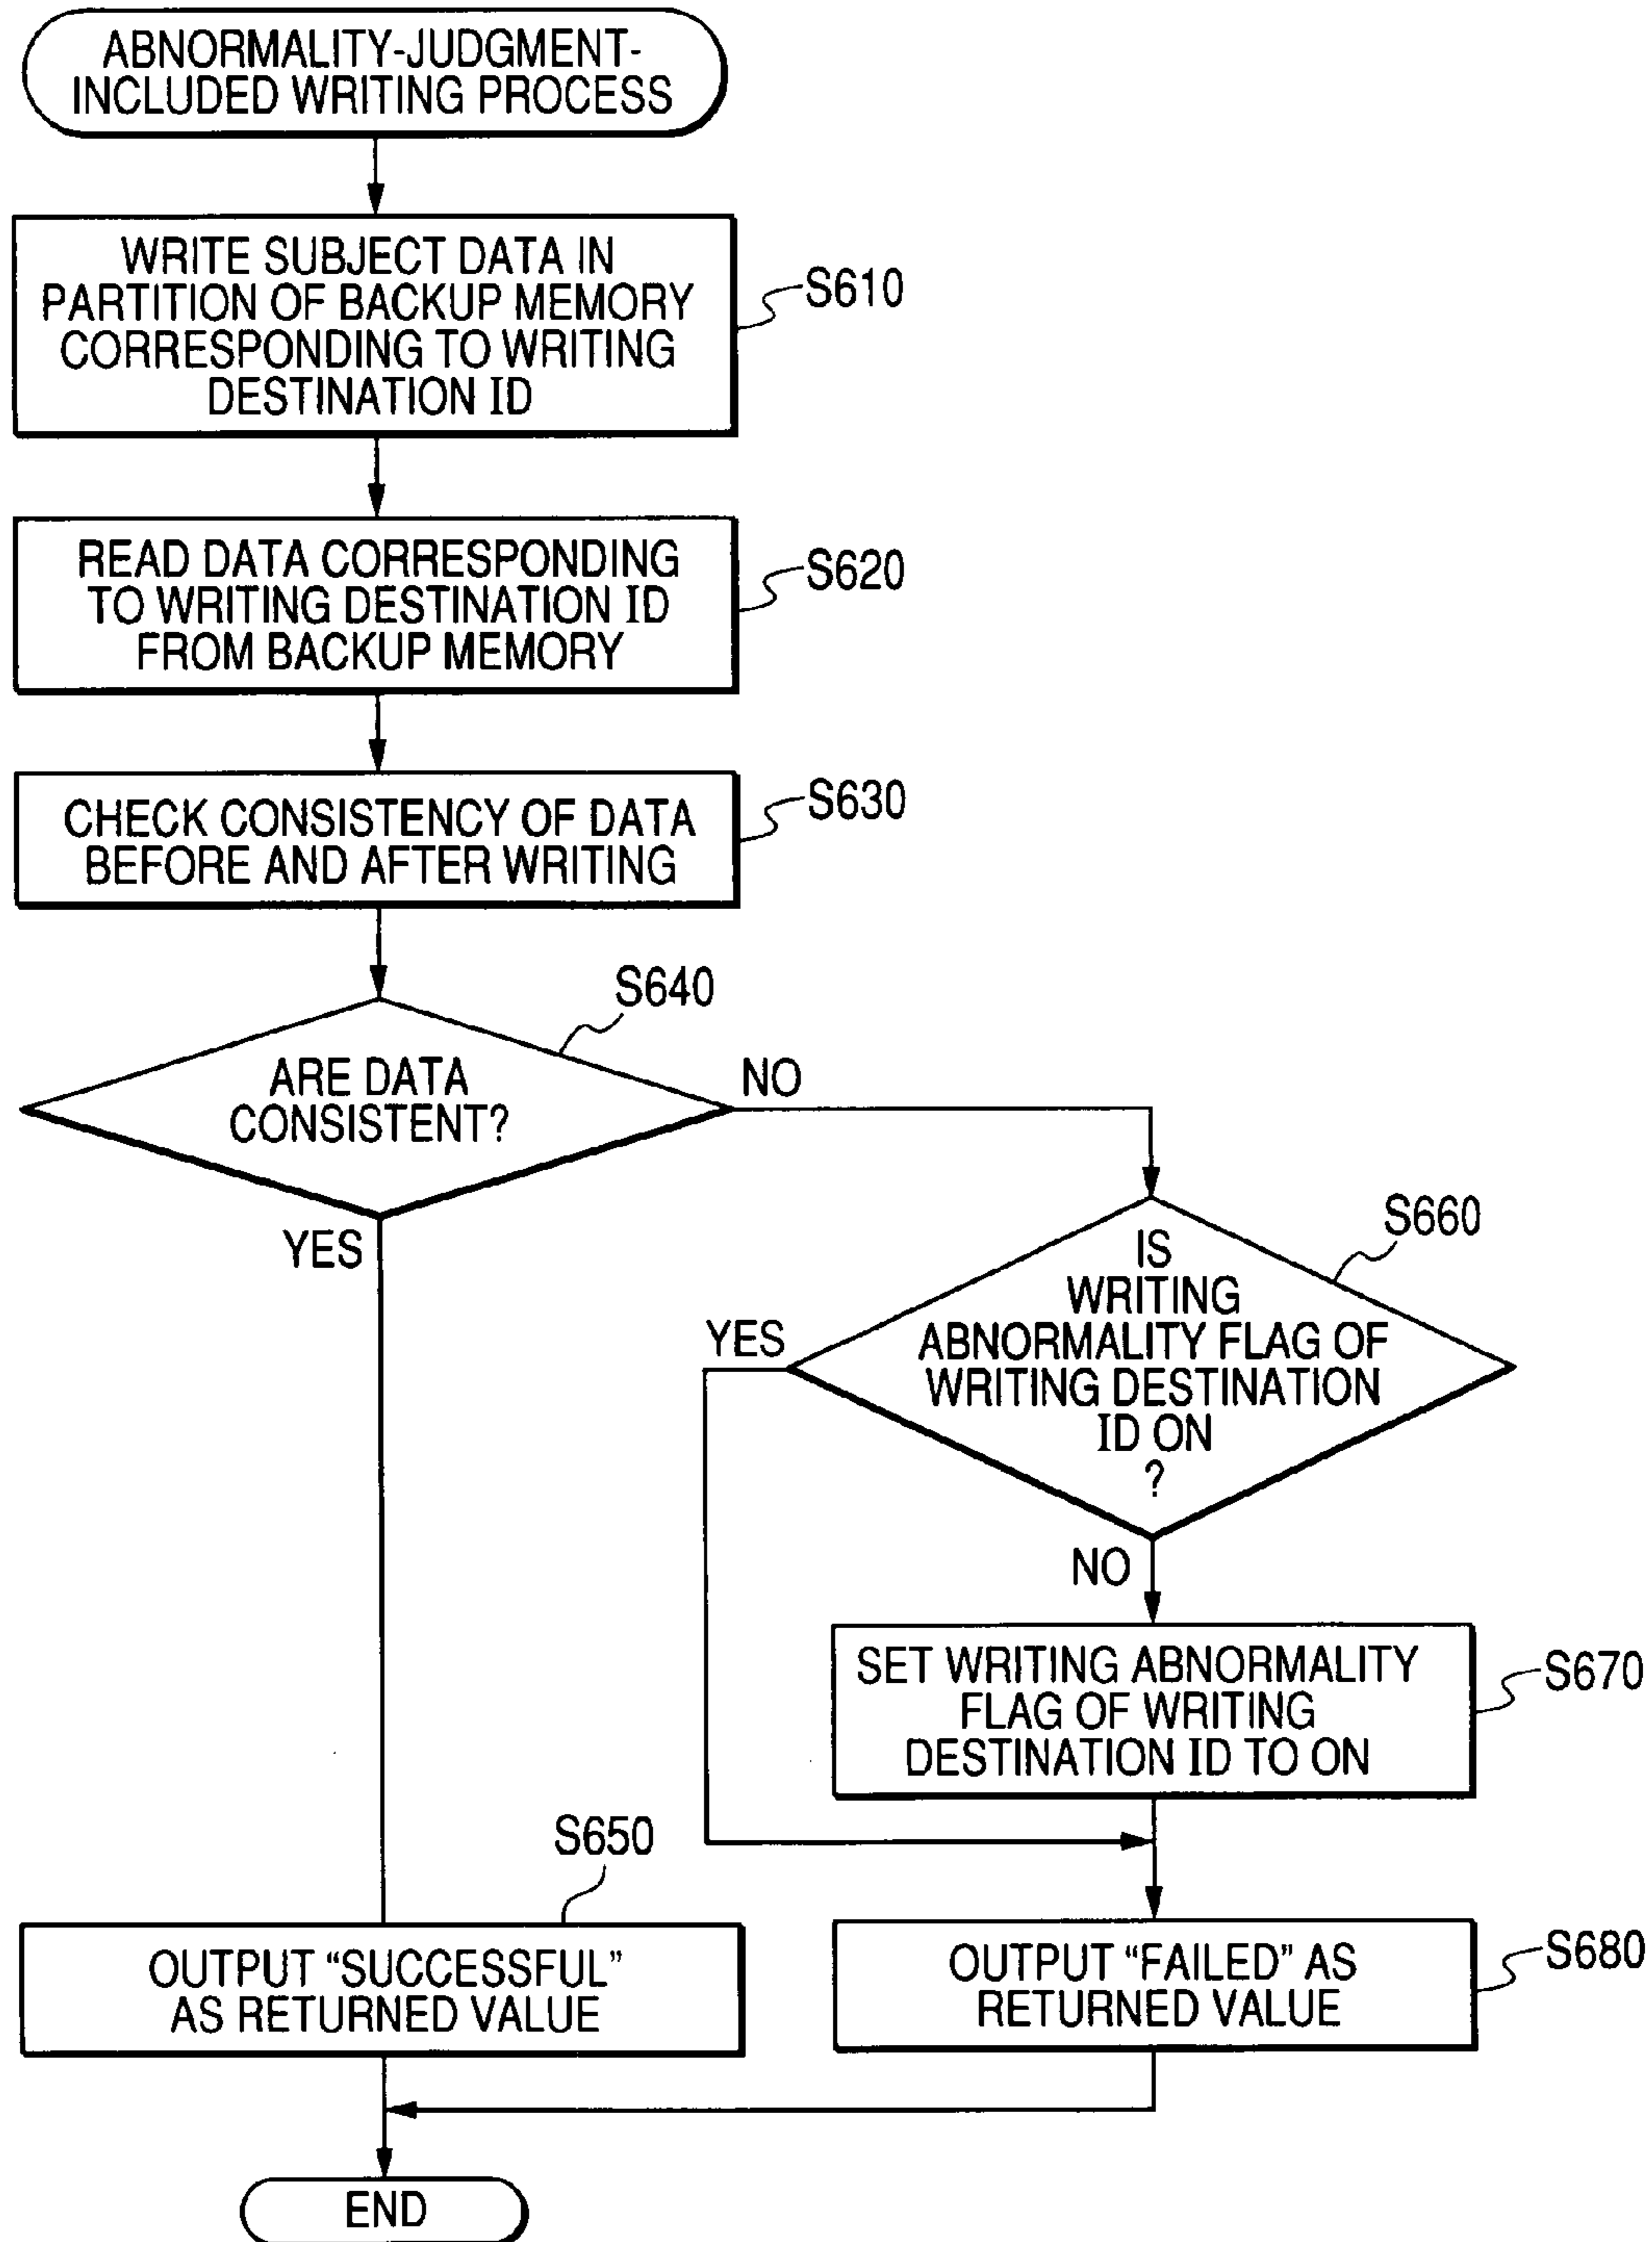 ABNORMALITY-JUDGMENT-
INCLUDED WRITING PROCESS
WRITE SUBJECT DATA IN
PARTITION OF BACKUP MEMORY
CORRESPONDING TO WRITING
DESTINATION ID
S610
READ DATA CORRESPONDING
TO WRITING DESTINATION ID
FROM BACKUP MEMORY
S620
CHECK CONSISTENCY OF DATA
BEFORE AND AFTER WRITING
S630
S640
ARE DATA
CONSISTENT?
NO
YES
S660
IS
WRITING
ABNORMALITY FLAG OF
WRITING DESTINATION
ID ON
?
YES
NO
SET WRITING ABNORMALITY
FLAG OF WRITING
DESTINATION ID TO ON
S670
S650
OUTPUT “SUCCESSFUL”
AS RETURNED VALUE
OUTPUT “FAILED” AS
RETURNED VALUE
S680
END